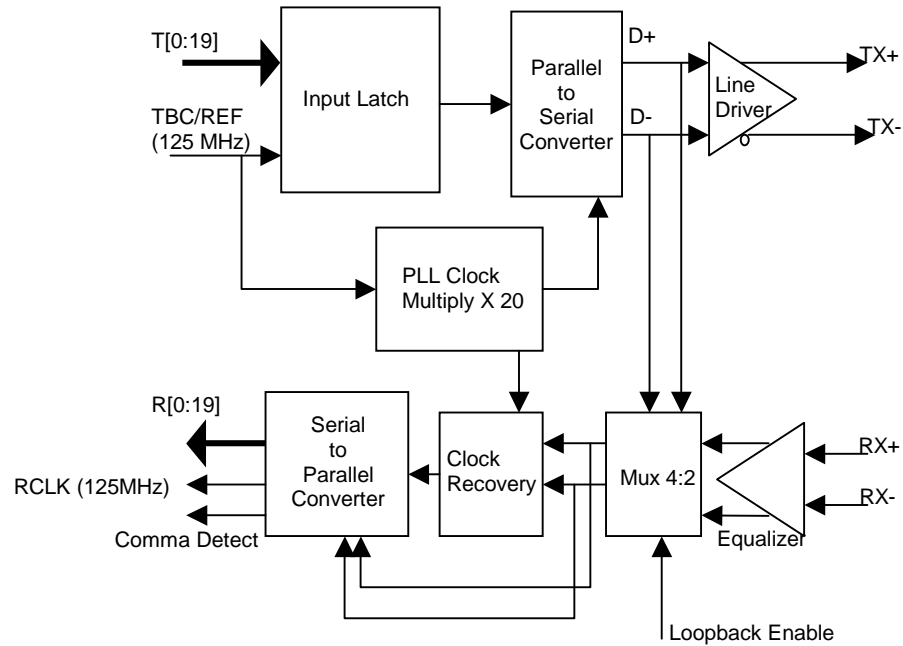 T[0:19]
TBC/REF
(125 MHz)
Input Latch
Parallel
to
Serial
Converter
D+
D-
Line
Driver
TX+
TX-
PLL Clock
Multiply X 20
R[0:19]
RCLK (125MHz)
Comma Detect
Serial
to
Parallel
Converter
Clock
Recovery
Mux 4:2
Equalizer
RX+
RX-
Loopback Enable